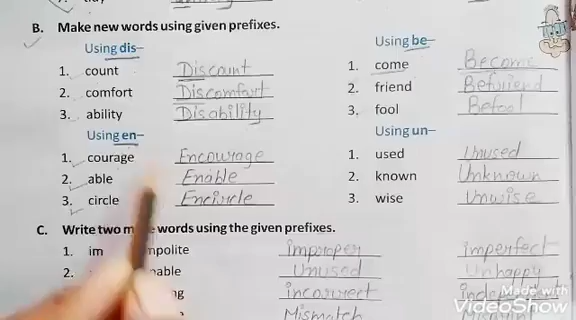 B. Make new words using given prefixes.
Using dis– Using be–
1. count Discount 1. come Become
2. comfort Discomfort 2. friend Befriend
3. ability Disability 3. fool Befool
Using en– Using un–
1. courage Encourage 1. used Unused
2. able Enable 2. known Unknown
3. circle Encircle 3. wise Unwise
C. Write two words using the given prefixes.
1. im improper imperfect
2. Unused Unhappy
incorrect
Mismatch
Made with
VideoShow